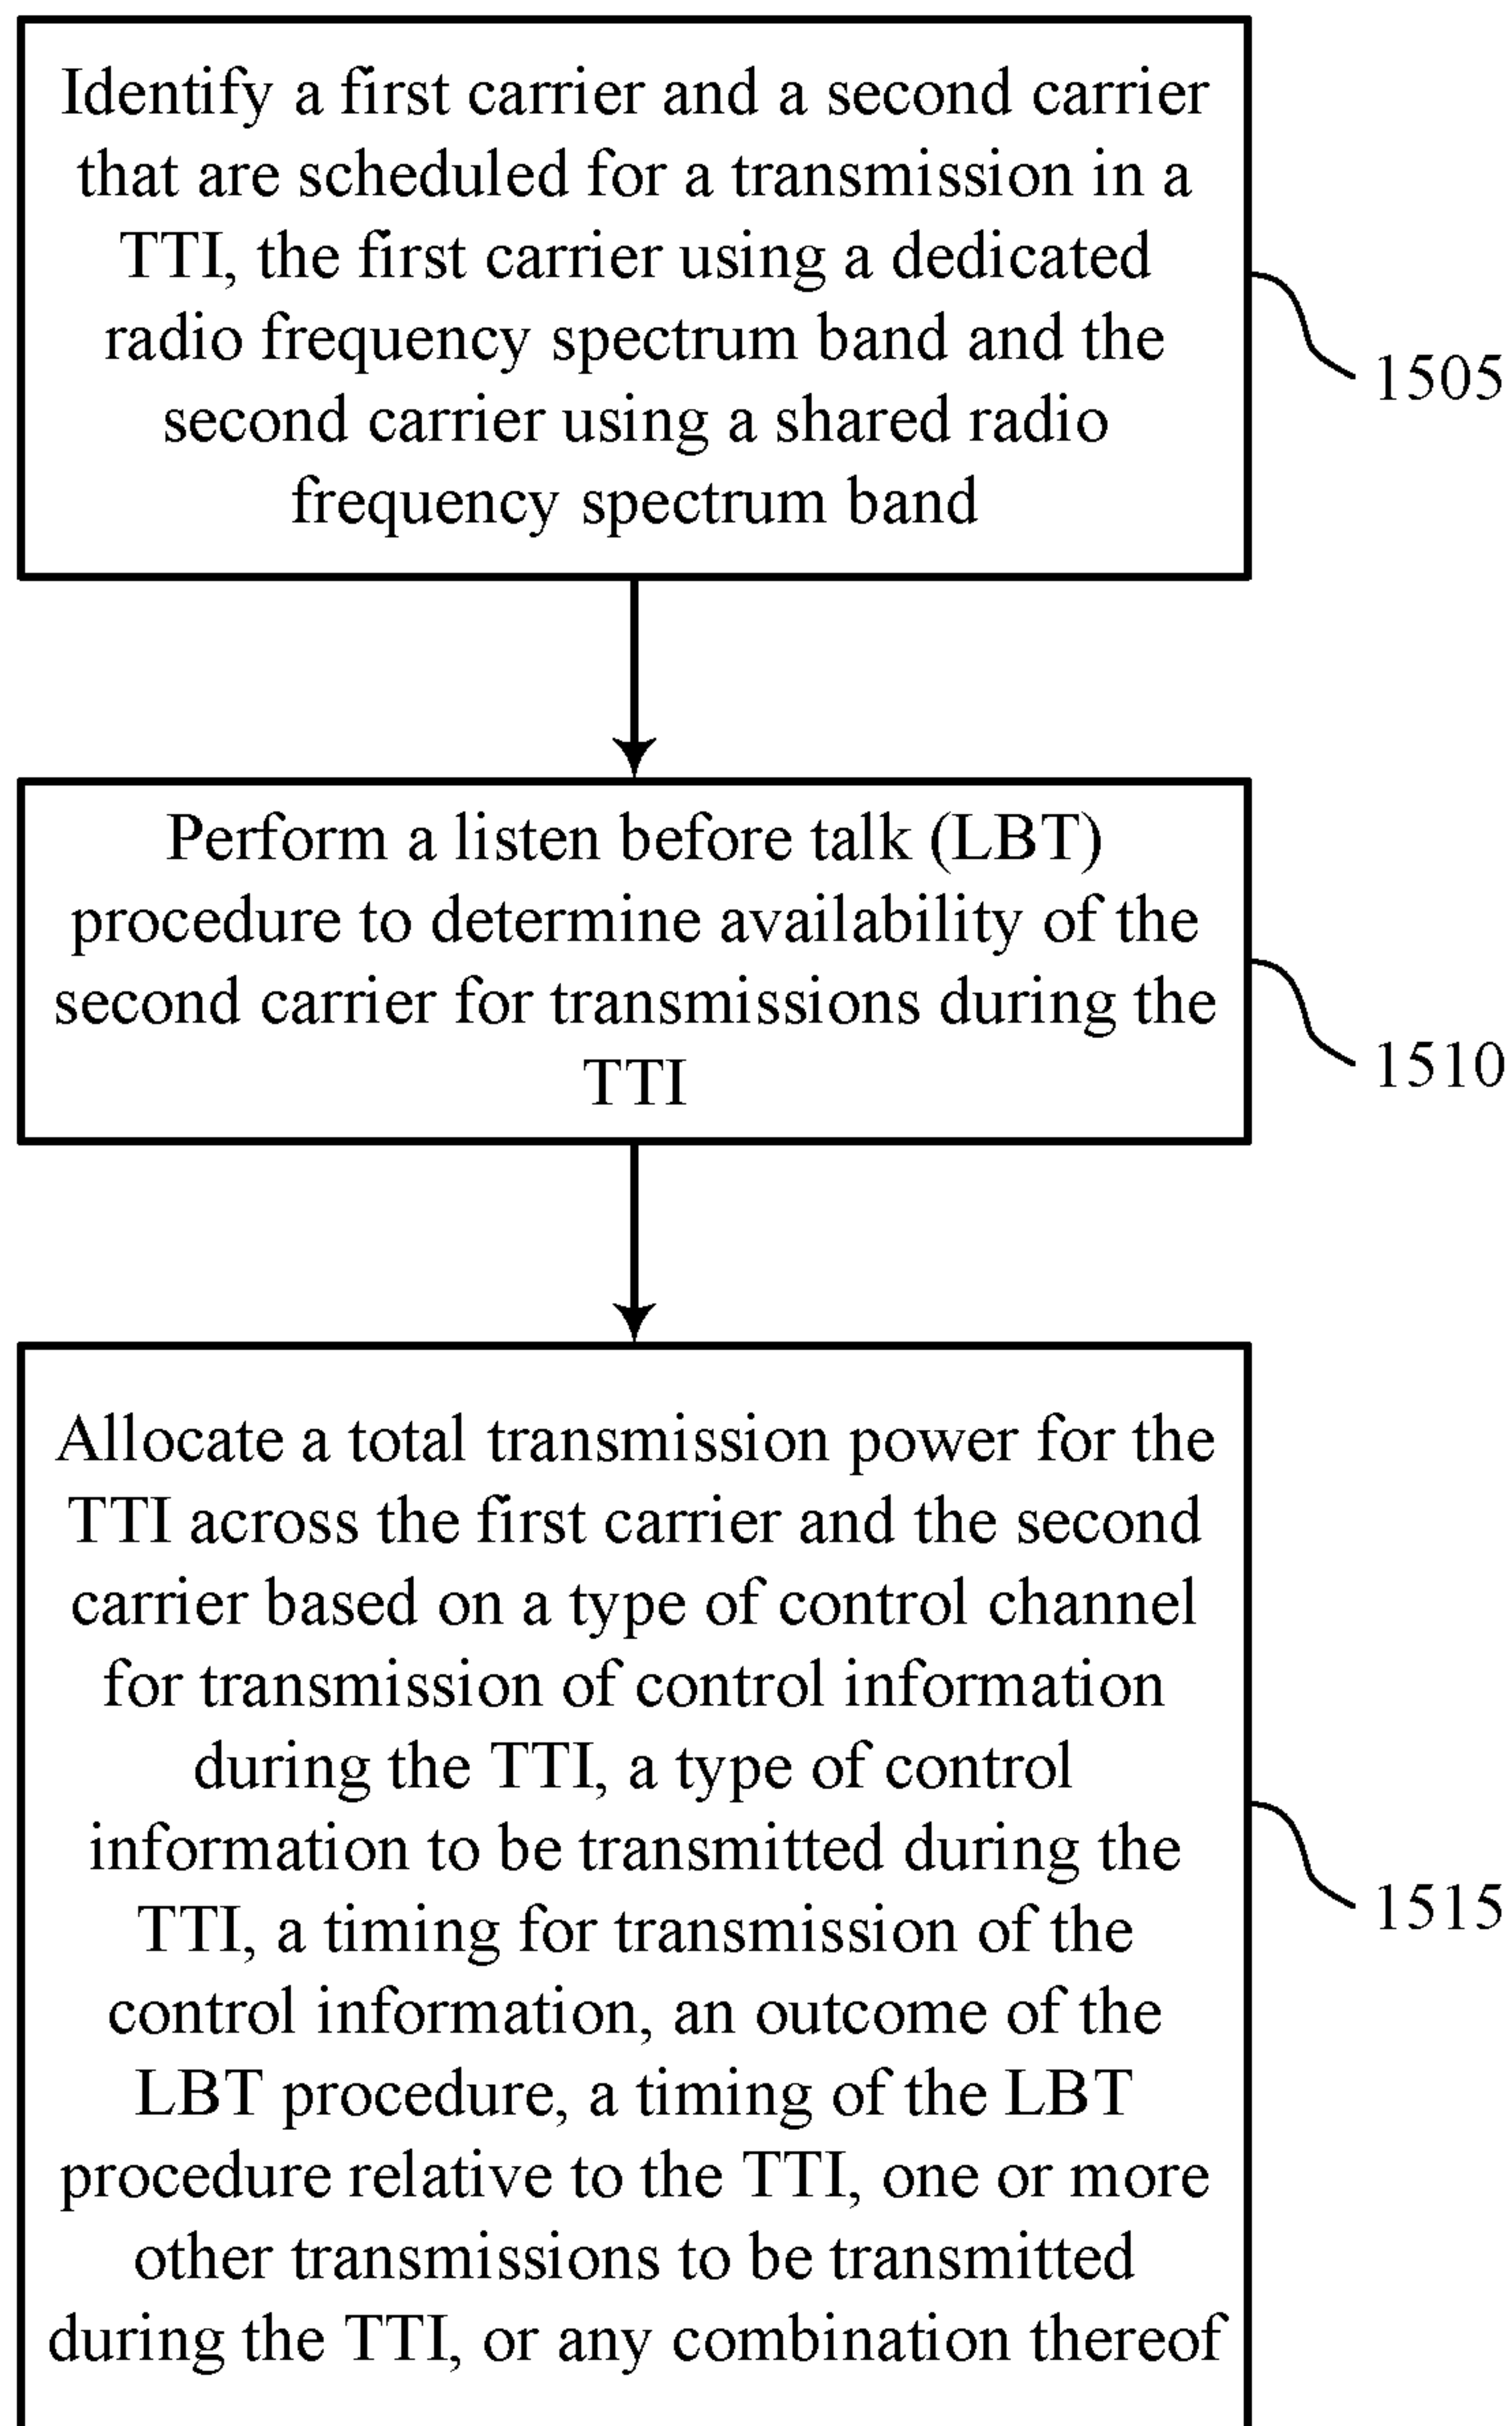 Identify a first carrier and a second carrier
that are scheduled for a transmission in a
TTI, the first carrier using a dedicated
radio frequency spectrum band and the
second carrier using a shared radio
frequency spectrum band
1505
Perform a listen before talk (LBT)
procedure to determine availability of the
second carrier for transmissions during the
TTI
1510
Allocate a total transmission power for the
TTI across the first carrier and the second
carrier based on a type of control channel
for transmission of control information
during the TTI, a type of control
information to be transmitted during the
TTI, a timing for transmission of the
control information, an outcome of the
LBT procedure, a timing of the LBT
procedure relative to the TTI, one or more
other transmissions to be transmitted
during the TTI, or any combination thereof
1515